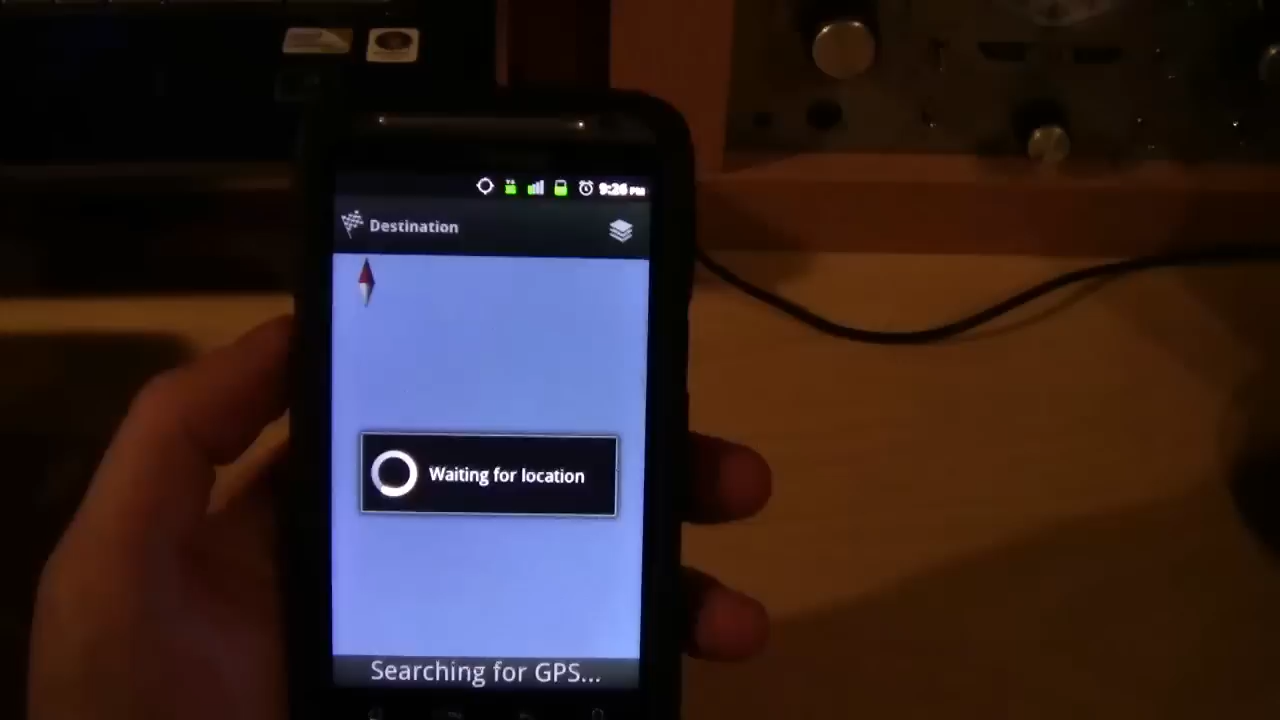 9:26 PM
Destination
Waiting for location
Searching for GPS...